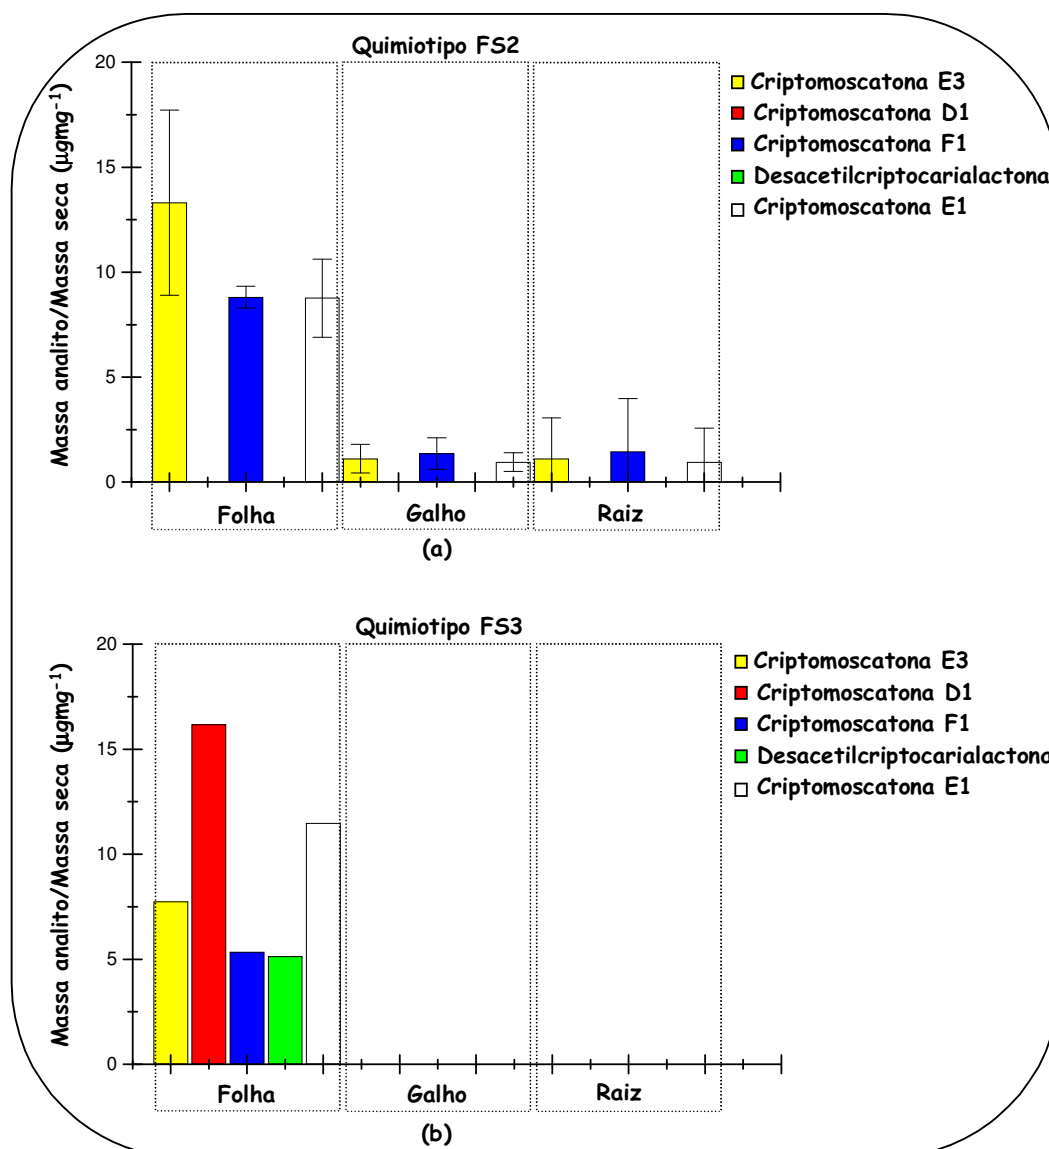 Quimiotipo FS2
Massa analito/Massa seca (μgmg⁻¹)
20
15
10
5
0
Criptomoscatona E3
Criptomoscatona D1
Criptomoscatona F1
Desacetilcriptocarialactona
Criptomoscatona E1
Folha Galho Raiz
(a)
Quimiotipo FS3
Massa analito/Massa seca (μgmg⁻¹)
20
15
10
5
0
Criptomoscatona E3
Criptomoscatona D1
Criptomoscatona F1
Desacetilcriptocarialactona
Criptomoscatona E1
Folha Galho Raiz
(b)